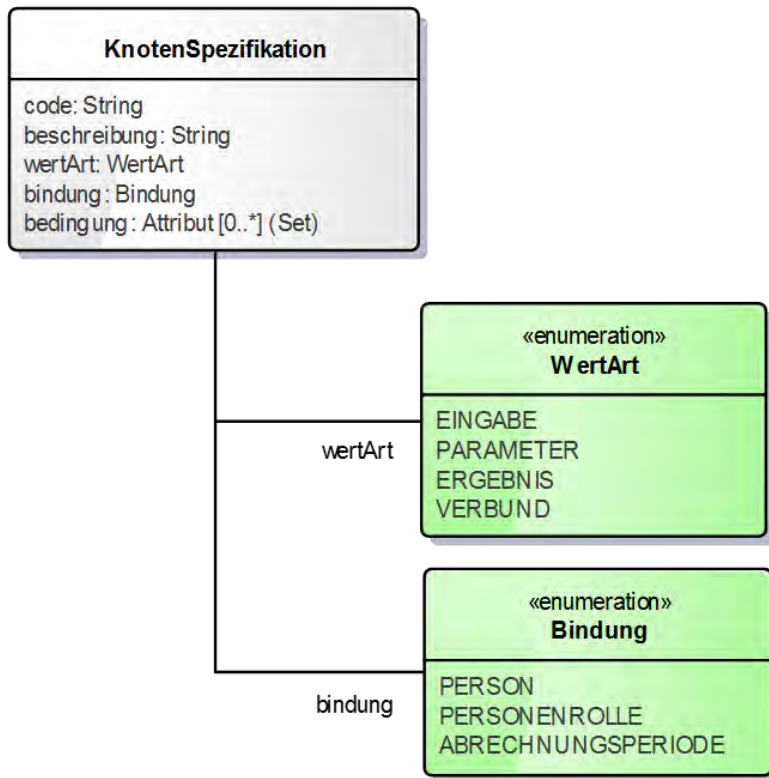 KnotenSpezifikation
code: String
beschreibung: String
wertArt: WertArt
bindung: Bindung
bedingung: Attribut [0..*] (Set)
«enumeration»
WertArt
EINGABE
PARAMETER
ERGEBNIS
VERBUND
wertArt
«enumeration»
Bindung
PERSON
PERSONENROLLE
ABRECHNUNGSPERIODE
bindung